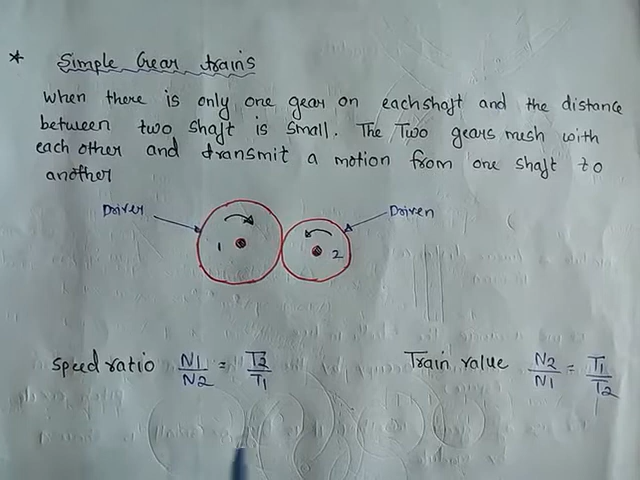 * Simple Gear trains
When there is only one gear on each shaft and the distance
between two shaft is small. The Two gears mesh with
each other and transmit a motion from one shaft to
another
Driver
Driven
1
2
Speed ratio N1/N2 = T2/T1
Train value N2/N1 = T1/T2